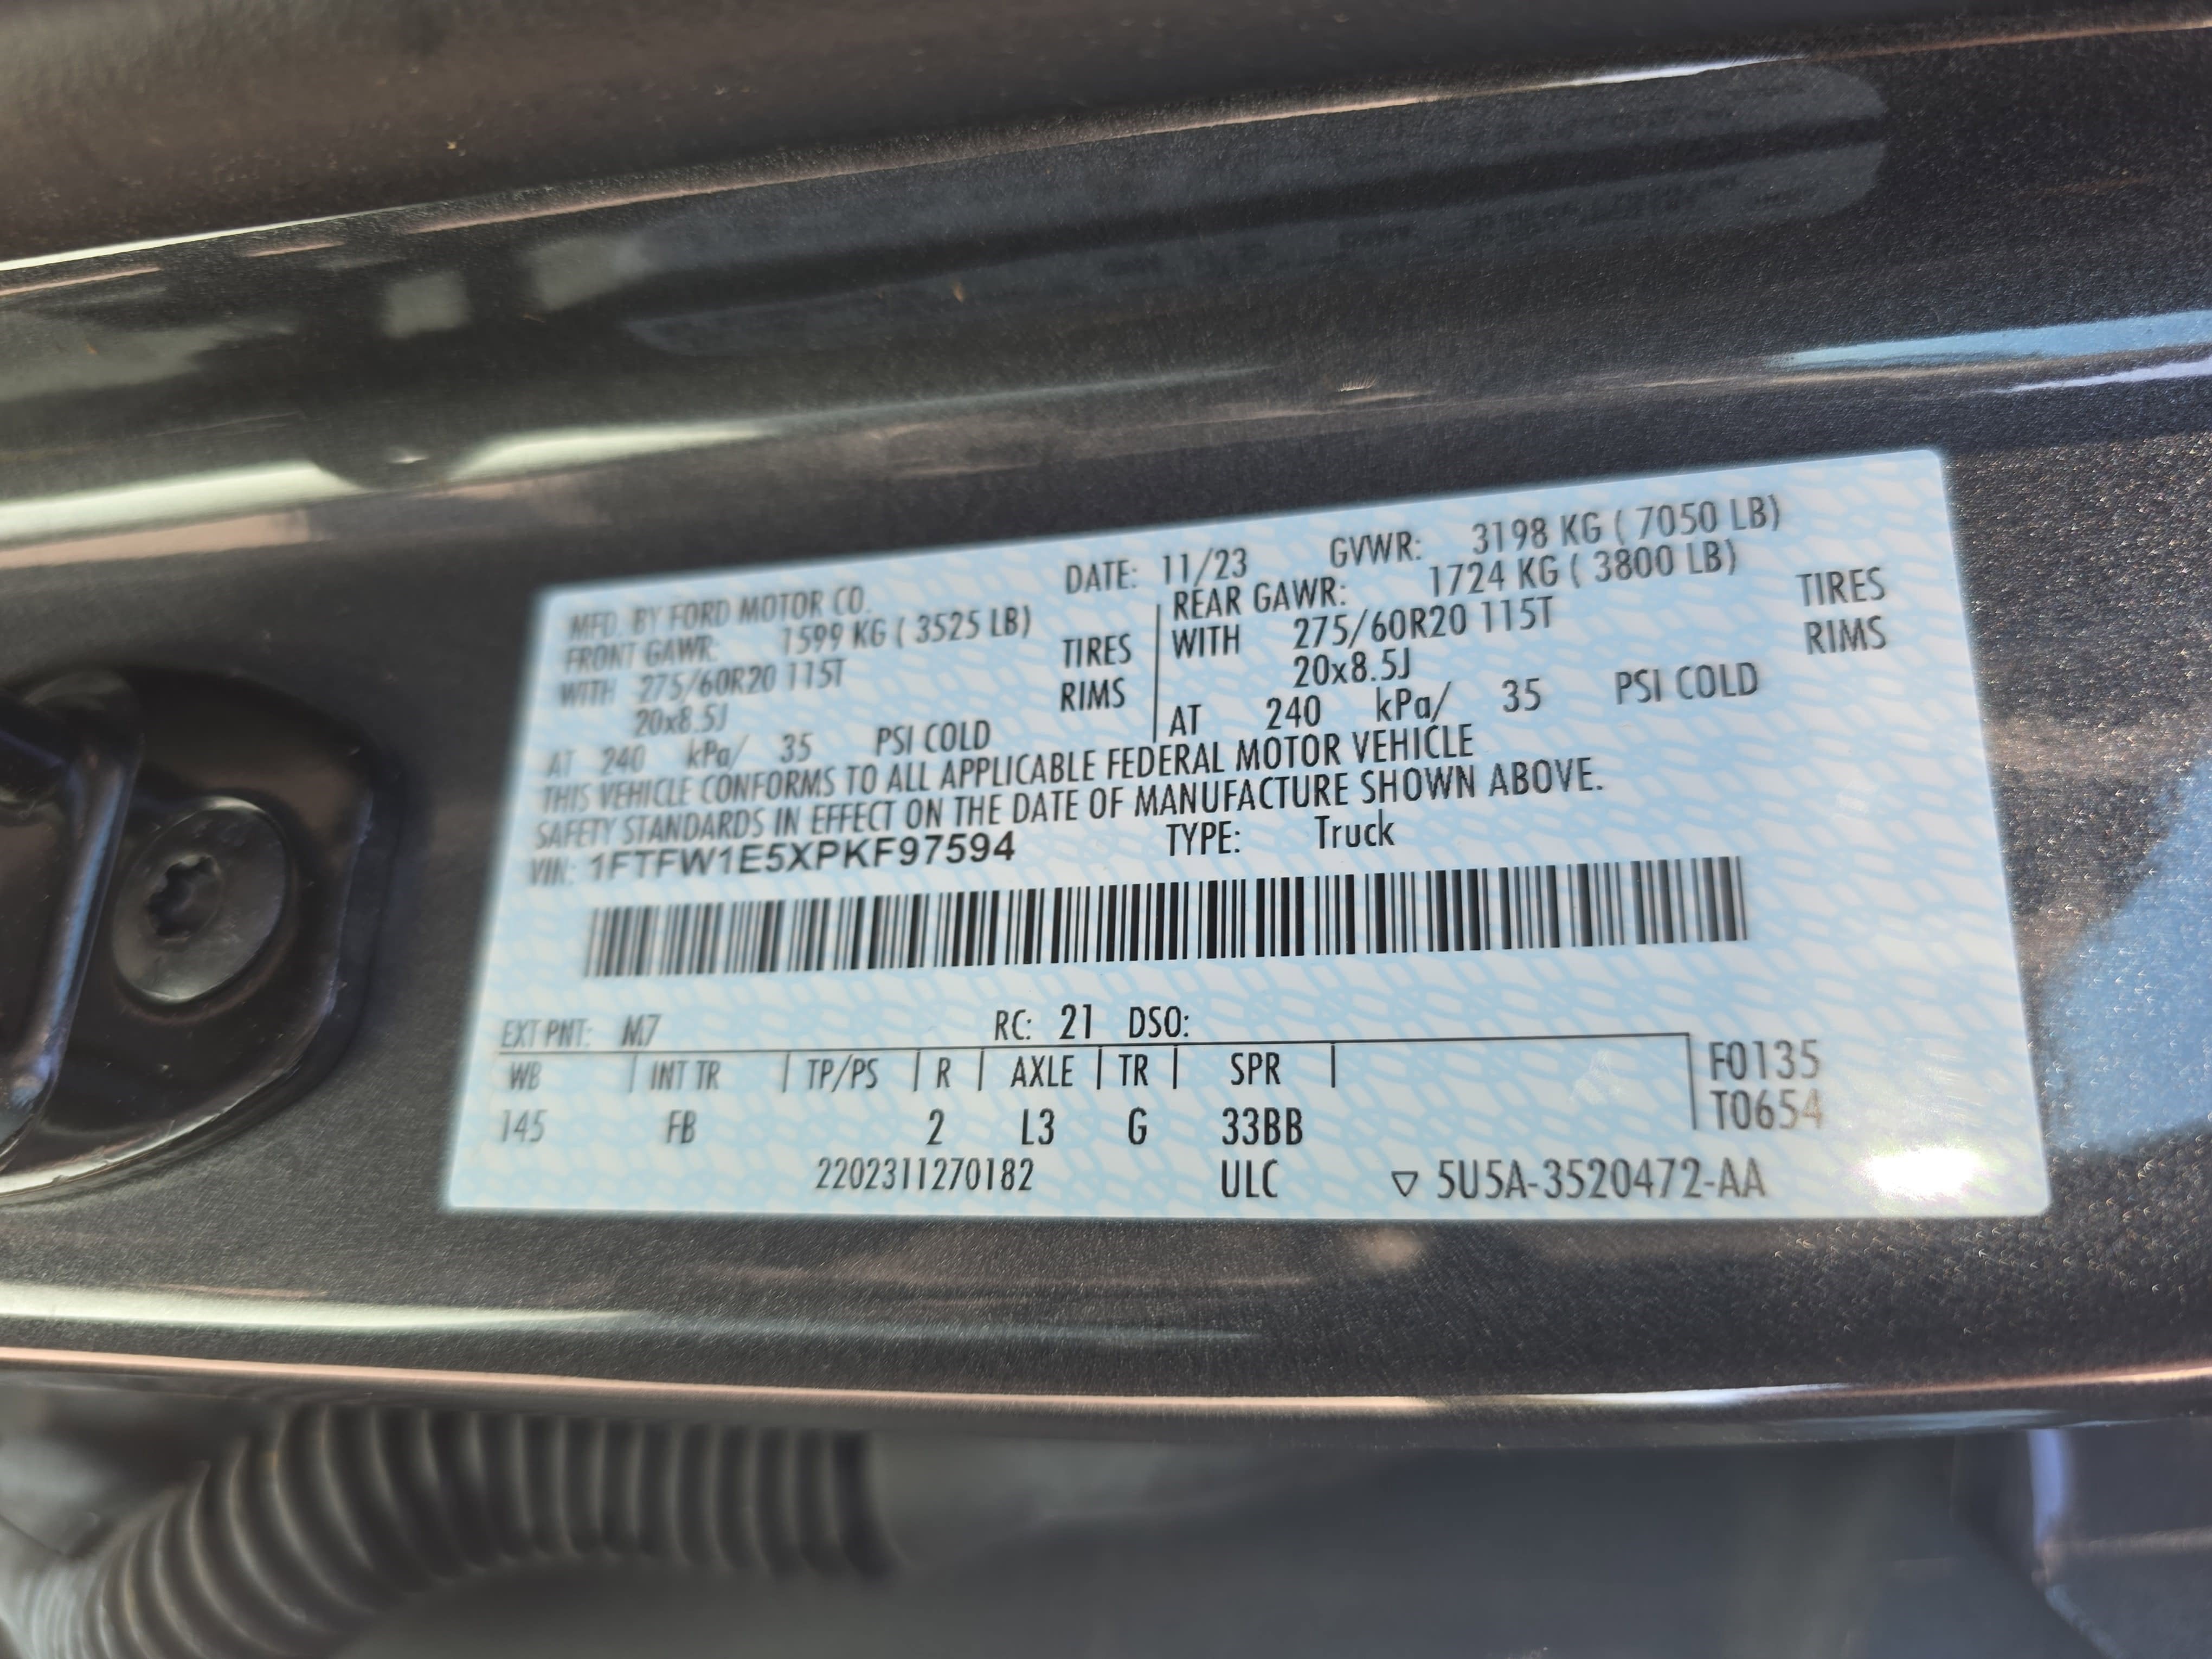 MFD. BY FORD MOTOR CO. DATE: 11/23 GVWR: 3198 KG ( 7050 LB)
FRONT GAWR: 1599 KG ( 3525 LB) REAR GAWR: 1724 KG ( 3800 LB)
WITH 275/60R20 115T TIRES WITH 275/60R20 115T TIRES
20x8.5J RIMS 20x8.5J RIMS
AT 240 kPa/ 35 PSI COLD AT 240 kPa/ 35 PSI COLD
THIS VEHICLE CONFORMS TO ALL APPLICABLE FEDERAL MOTOR VEHICLE
SAFETY STANDARDS IN EFFECT ON THE DATE OF MANUFACTURE SHOWN ABOVE.
VIN: 1FTFW1E5XPKF97594 TYPE: Truck
EXT PNT: M7 RC: 21 DSO:
WB INT TR TP/PS R AXLE TR SPR F0135
145 FB 2 L3 G 33BB T0654
2202311270182 ULC ▽ 5U5A-3520472-AA